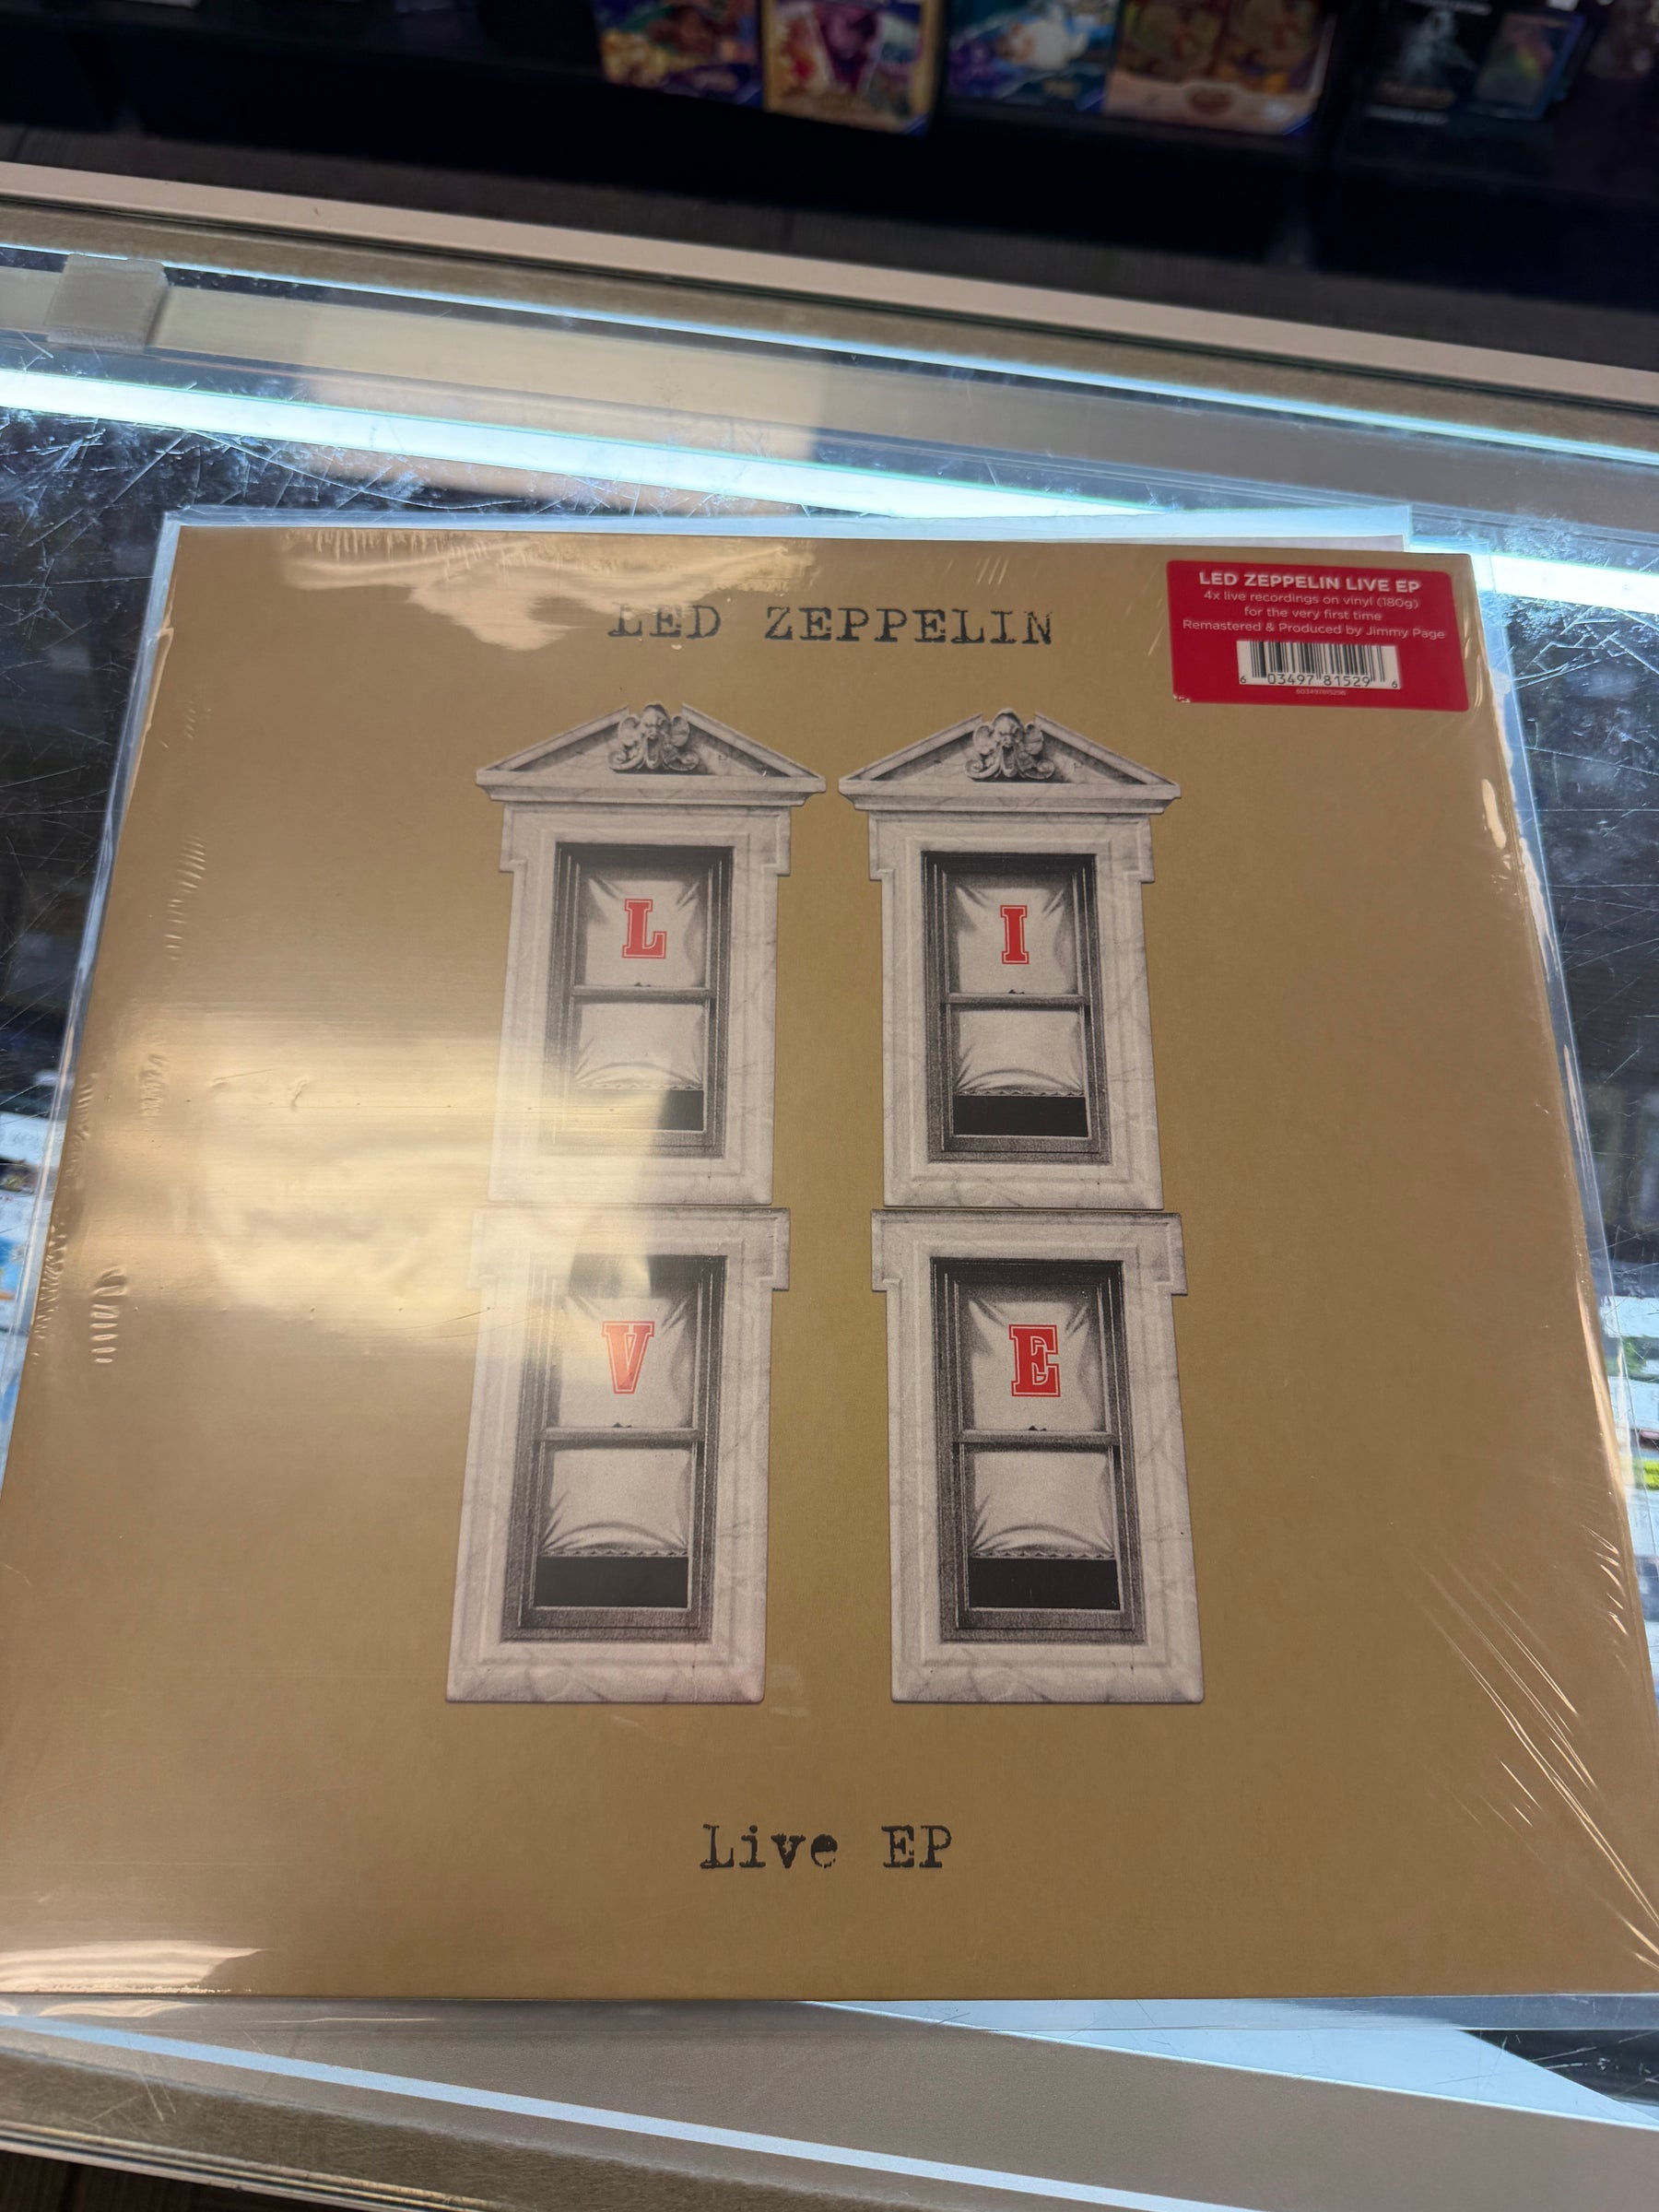 LED ZEPPELIN
LED ZEPPELIN LIVE EP
4x live recordings on vinyl (180g)
for the very first time
Remastered & Produced by Jimmy Page
6 03497 81529 6
603497815296
L I
V E
Live EP